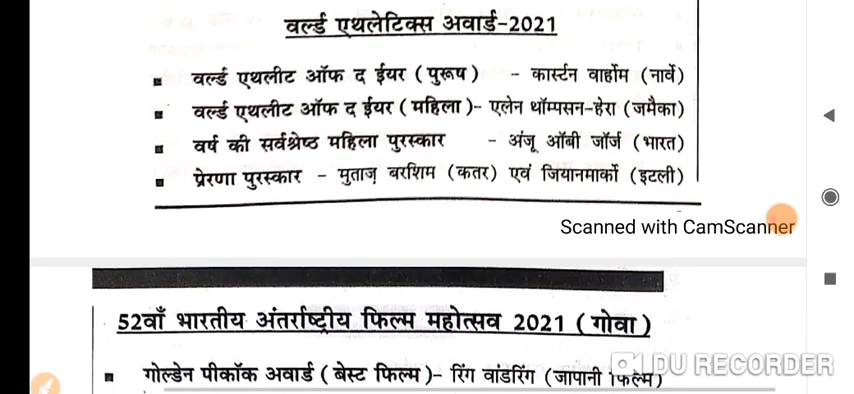 वर्ल्ड एथलेटिक्स अवार्ड-2021
वर्ल्ड एथलीट ऑफ द ईयर (पुरूष) - कार्स्टन वार्होम (नार्वे)
वर्ल्ड एथलीट ऑफ द ईयर (महिला)- एलेन थॉम्पसन-हेरा (जमैका)
वर्ष की सर्वश्रेष्ठ महिला पुरस्कार - अंजू ऑबी जॉर्ज (भारत)
प्रेरणा पुरस्कार - मुताज़ बरशिम (कतर) एवं जियानमार्को (इटली)
Scanned with CamScanner
52वाँ भारतीय अंतर्राष्ट्रीय फिल्म महोत्सव 2021 (गोवा)
गोल्डेन पीकॉक अवार्ड (बेस्ट फिल्म)- रिंग वांडरिंग (जापानी फिल्म)
DU RECORDER